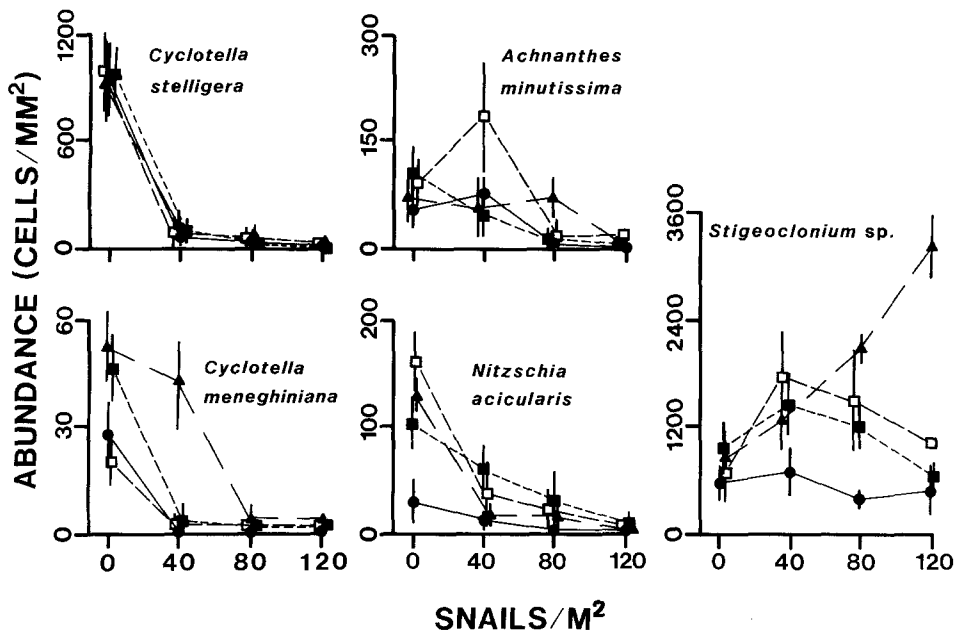 ABUNDANCE (CELLS/MM²)
1200
600
0
Cyclotella
stelligera
300
150
0
Achnanthes
minutissima
60
30
0
Cyclotella
meneghiniana
0 40 80 120
200
100
0
Nitzschia
acicularis
0 40 80 120
3600
2400
1200
0
Stigeoclonium sp.
0 40 80 120
SNAILS/M²